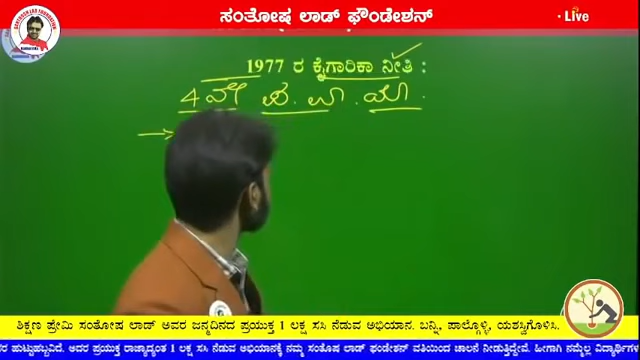 ಸಂತೋಷ ಲಾಡ್ ಫೌಂಡೇಶನ್
Live
1977 ರ ಕೈಗಾರಿಕಾ ನೀತಿ :
4ನೇ ಪಂ. ವಾ. ಯೋ.
ಶಿಕ್ಷಣ ಪ್ರೇಮಿ ಸಂತೋಷ ಲಾಡ್ ಅವರ ಜನ್ಮದಿನದ ಪ್ರಯುಕ್ತ 1 ಲಕ್ಷ ಸಸಿ ನೆಡುವ ಅಭಿಯಾನ. ಬನ್ನಿ, ಪಾಲ್ಗೊಳ್ಳಿ, ಯಶಸ್ವಿಗೊಳಿಸಿ.
ಹುಟ್ಟುಹಬ್ಬವಿದೆ. ಅದರ ಪ್ರಯುಕ್ತ ರಾಜ್ಯಾದ್ಯಂತ 1 ಲಕ್ಷ ಸಸಿ ನೆಡುವ ಅಭಿಯಾನಕ್ಕೆ ನಮ್ಮ ಸಂತೋಷ ಲಾಡ್ ಫಂಡೇಶನ್ ವತಿಯಿಂದ ಚಾಲನೆ ನೀಡುತ್ತಿದ್ದೇವೆ. ಹೀಗಾಗಿ ನಮ್ಮೆಲ್ಲ